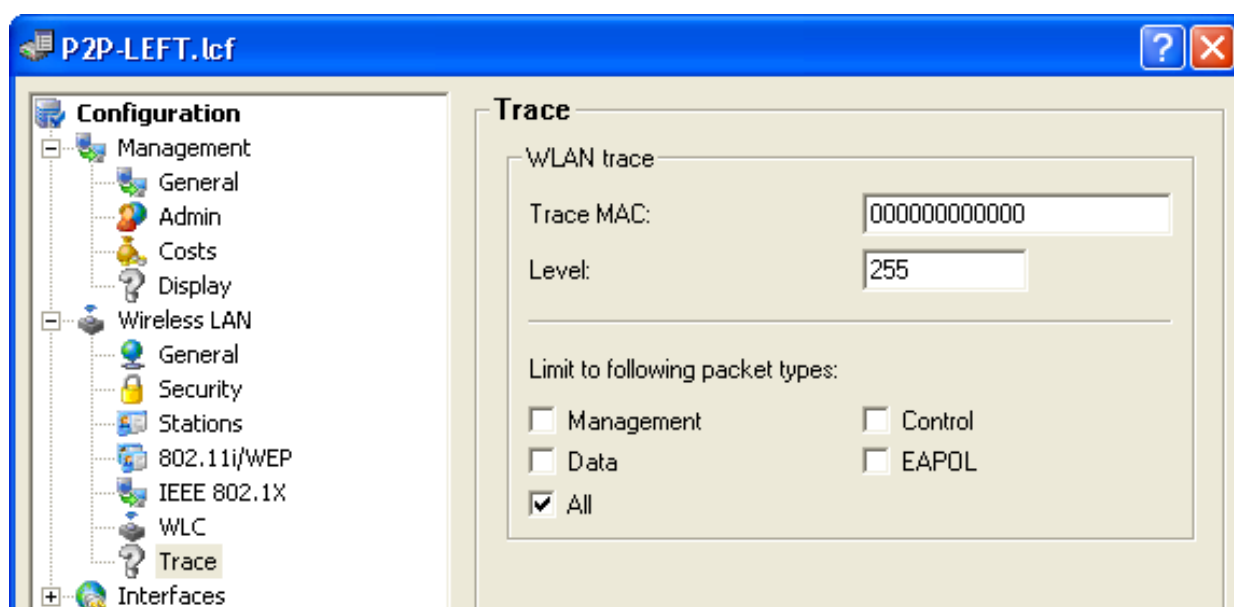 P2P-LEFT.lcf
Configuration
Management
General
Admin
Costs
Display
Wireless LAN
General
Security
Stations
802.11i/WEP
IEEE 802.1X
WLC
Trace
Interfaces
Trace
WLAN trace
Trace MAC: 000000000000
Level: 255
Limit to following packet types:
Management Control
Data EAPOL
All